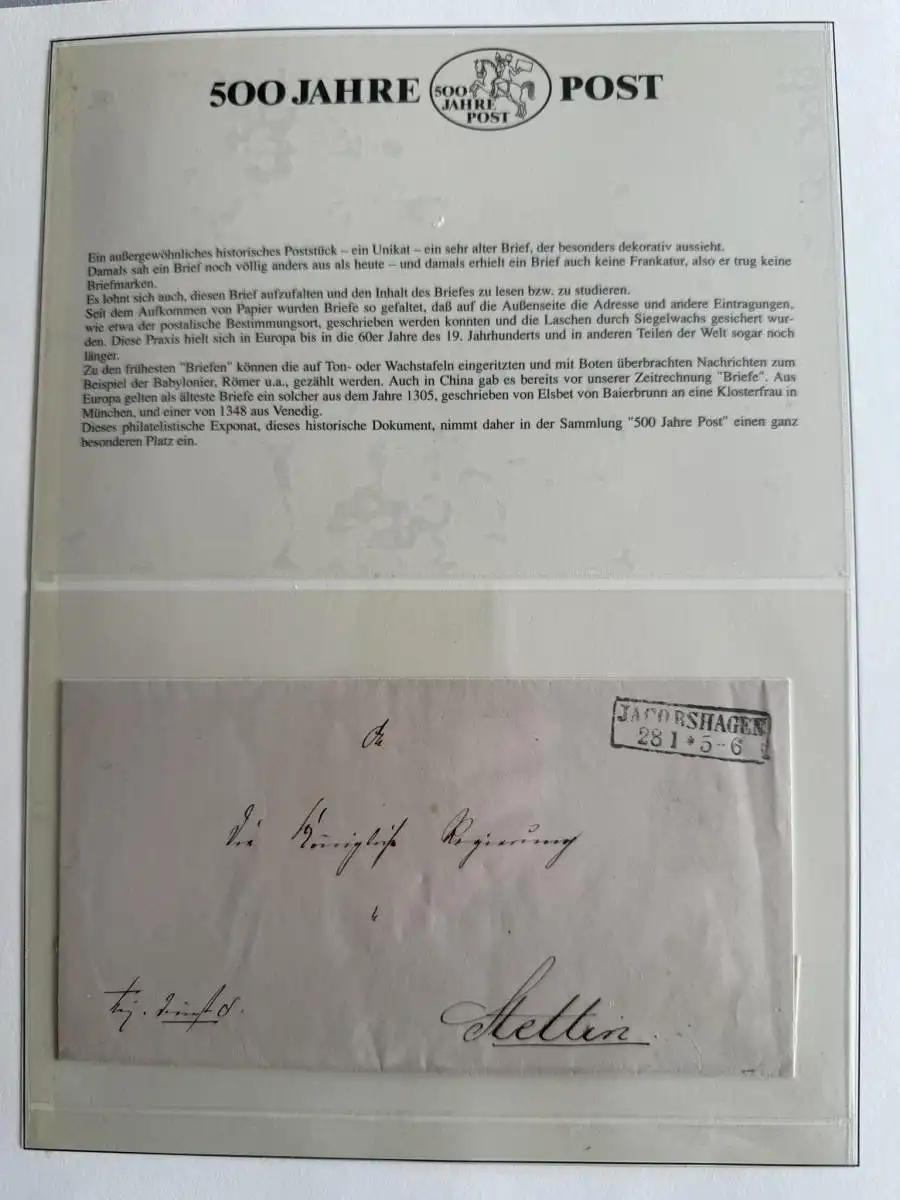 500 JAHRE POST
500
JAHRE
POST
Ein außergewöhnliches historisches Poststück – ein Unikat – ein sehr alter Brief, der besonders dekorativ aussieht.
Damals sah ein Brief noch völlig anders aus als heute – und damals erhielt ein Brief auch keine Frankatur, also er trug keine
Briefmarken.
Es lohnt sich auch, diesen Brief aufzufalten und den Inhalt des Briefes zu lesen bzw. zu studieren.
Seit dem Aufkommen von Papier wurden Briefe so gefaltet, daß auf die Außenseite die Adresse und andere Eintragungen,
wie etwa der postalische Bestimmungsort, geschrieben werden konnten und die Laschen durch Siegelwachs gesichert wur-
den. Diese Praxis hielt sich in Europa bis in die 60er Jahre des 19. Jahrhunderts und in anderen Teilen der Welt sogar noch
länger.
Zu den frühesten "Briefen" können die auf Ton- oder Wachstafeln eingeritzten und mit Boten überbrachten Nachrichten zum
Beispiel der Babylonier, Römer u.a., gezählt werden. Auch in China gab es bereits vor unserer Zeitrechnung "Briefe". Aus
Europa gelten als älteste Briefe ein solcher aus dem Jahre 1305, geschrieben von Elsbet von Baierbrunn an eine Klosterfrau in
München, und einer von 1348 aus Venedig.
Dieses philatelistische Exponat, dieses historische Dokument, nimmt daher in der Sammlung "500 Jahre Post" einen ganz
besonderen Platz ein.
JACOBSHAGEN
28 1 * 5-6
An
die Königliche Regierung
Stettin